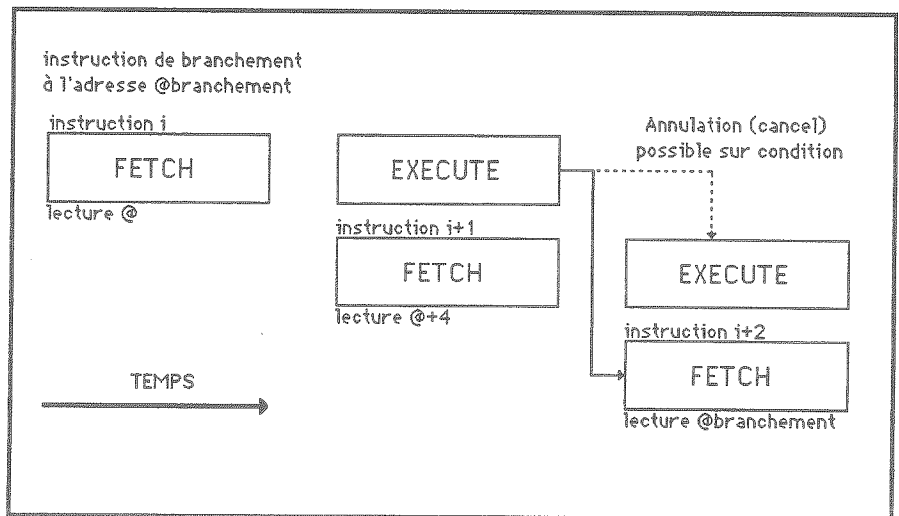 instruction de branchement
à l'adresse @branchement
instruction i
FETCH
lecture @
EXECUTE
instruction i+1
FETCH
lecture @+4
Annulation (cancel)
possible sur condition
EXECUTE
instruction i+2
FETCH
lecture @branchement
TEMPS